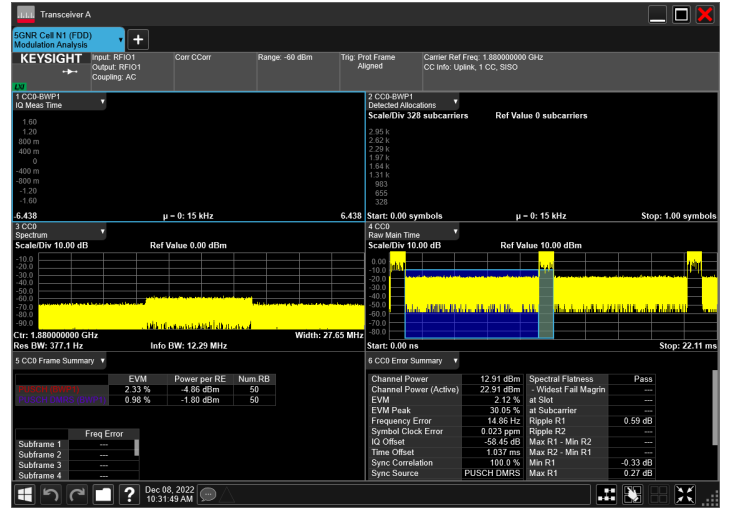 Transceiver A
5GNR Cell N1 (FDD)
Modulation Analysis
KEYSIGHT
LXI
Input: RFIO1
Output: RFIO1
Coupling: AC
Corr CCorr
Range: -60 dBm
Trig: Prot Frame
Aligned
Carrier Ref Freq: 1.880000000 GHz
CC Info: Uplink, 1 CC, SISO
1 CC0-BWP1
IQ Meas Time
1.60
1.20
800 m
400 m
0
-400 m
-800 m
-1.20
-1.60
-6.438
μ – 0: 15 kHz
6.438
2 CC0-BWP1
Detected Allocations
Scale/Div 328 subcarriers
Ref Value 0 subcarriers
2.95 k
2.62 k
2.29 k
1.97 k
1.64 k
1.31 k
983
655
328
Start: 0.00 symbols
μ – 0: 15 kHz
Stop: 1.00 symbols
3 CC0
Spectrum
Scale/Div 10.00 dB
Ref Value 0.00 dBm
-10.0
-20.0
-30.0
-40.0
-50.0
-60.0
-70.0
-80.0
-90.0
Ctr: 1.880000000 GHz
Width: 27.65 MHz
Res BW: 377.1 Hz
Info BW: 12.29 MHz
4 CC0
Raw Main Time
Scale/Div 10.00 dB
Ref Value 10.00 dBm
0.00
-10.0
-20.0
-30.0
-40.0
-50.0
-60.0
-70.0
-80.0
Start: 0.00 ns
Stop: 22.11 ms
5 CC0 Frame Summary
EVM Power per RE Num.RB
2.33 % -4.86 dBm 50
0.98 % -1.80 dBm 50
Freq Error
Subframe 1 ---
Subframe 2 ---
Subframe 3 ---
Subframe 4 ---
6 CC0 Error Summary
Channel Power 12.91 dBm Spectral Flatness Pass
Channel Power (Active) 22.91 dBm - Widest Fail Magrin ---
EVM 2.12 % at Slot ---
EVM Peak 30.05 % at Subcarrier ---
Frequency Error 14.86 Hz Ripple R1 0.59 dB
Symbol Clock Error 0.023 ppm Ripple R2 ---
IQ Offset -58.45 dB Max R1 - Min R2 ---
Time Offset 1.037 ms Max R2 - Min R1 ---
Sync Correlation 100.0 % Min R1 -0.33 dB
Sync Source PUSCH DMRS Max R1 0.27 dB
?
Dec 08, 2022
10:31:49 AM